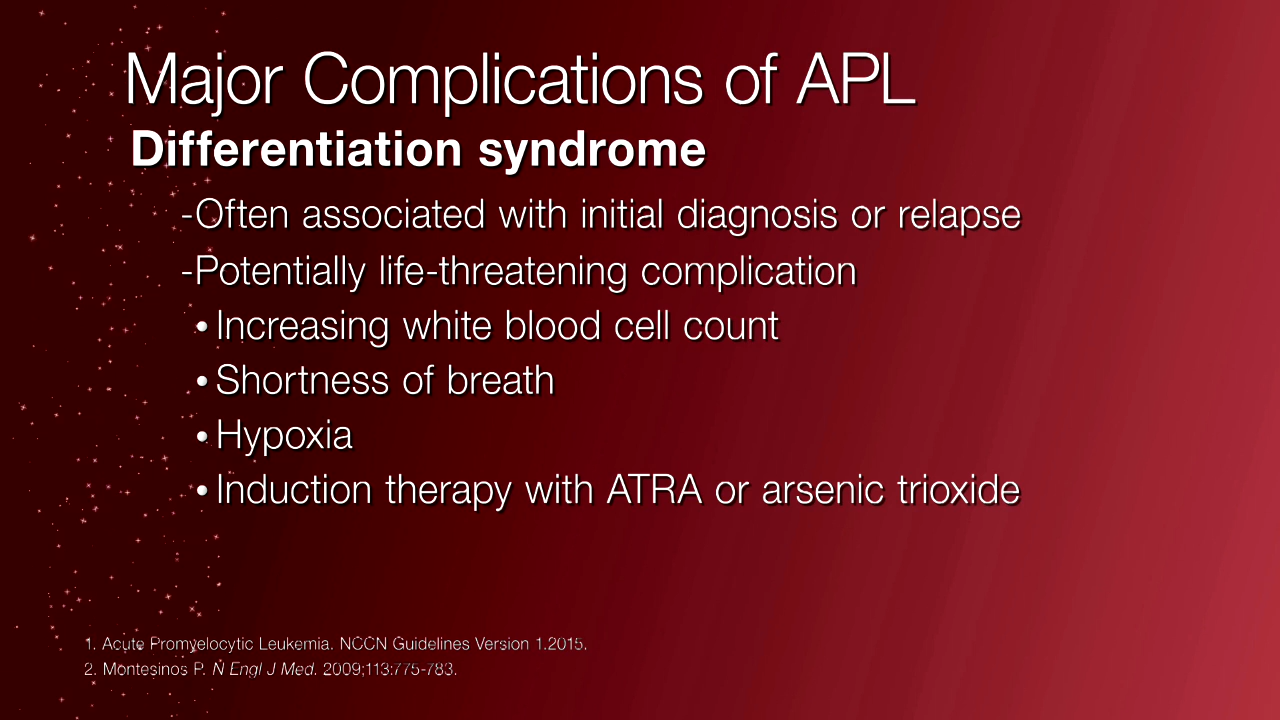 Major Complications of APL
Differentiation syndrome
-Often associated with initial diagnosis or relapse
-Potentially life-threatening complication
• Increasing white blood cell count
• Shortness of breath
• Hypoxia
• Induction therapy with ATRA or arsenic trioxide
1. Acute Promyelocytic Leukemia. NCCN Guidelines Version 1.2015.
2. Montesinos P. N Engl J Med. 2009;113:775-783.